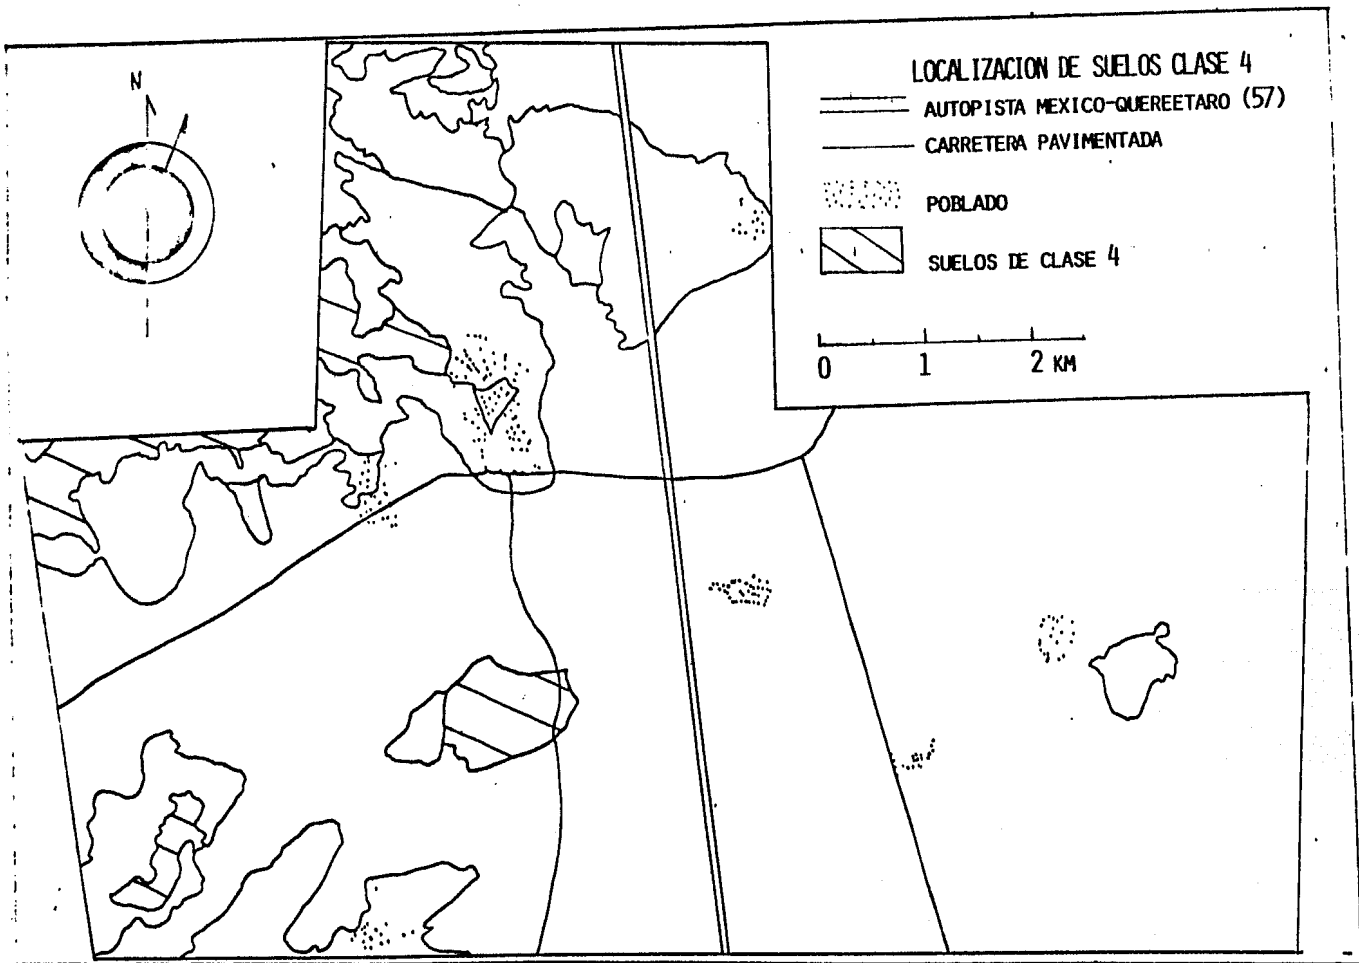 N
LOCALIZACION DE SUELOS CLASE 4
AUTOPISTA MEXICO-QUEREETARO (57)
CARRETERA PAVIMENTADA
POBLADO
SUELOS DE CLASE 4
0 1 2 KM